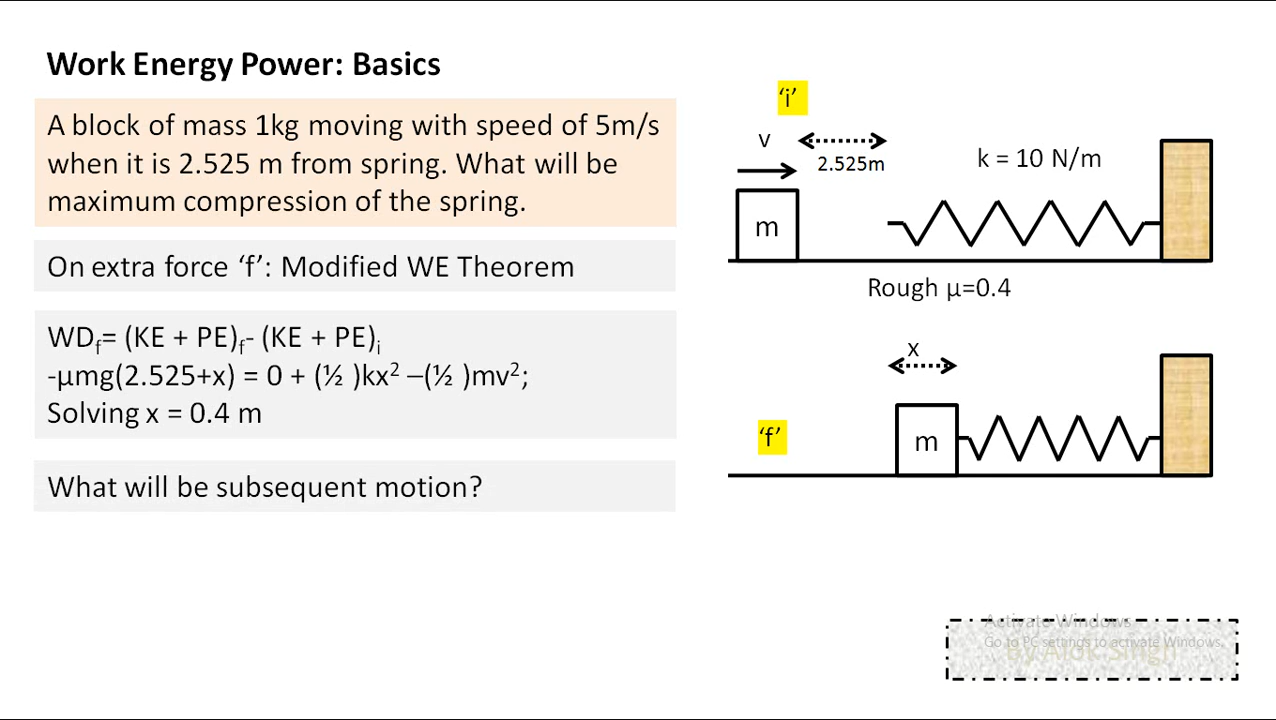 Work Energy Power: Basics
A block of mass 1kg moving with speed of 5m/s
when it is 2.525 m from spring. What will be
maximum compression of the spring.
On extra force ‘f’: Modified WE Theorem
WDf= (KE + PE)f- (KE + PE)i
-μmg(2.525+x) = 0 + (½ )kx² –(½ )mv²;
Solving x = 0.4 m
What will be subsequent motion?
‘i’
v
2.525m
k = 10 N/m
m
Rough μ=0.4
x
‘f’
m
Activate Windows
Go to PC settings to activate Windows.